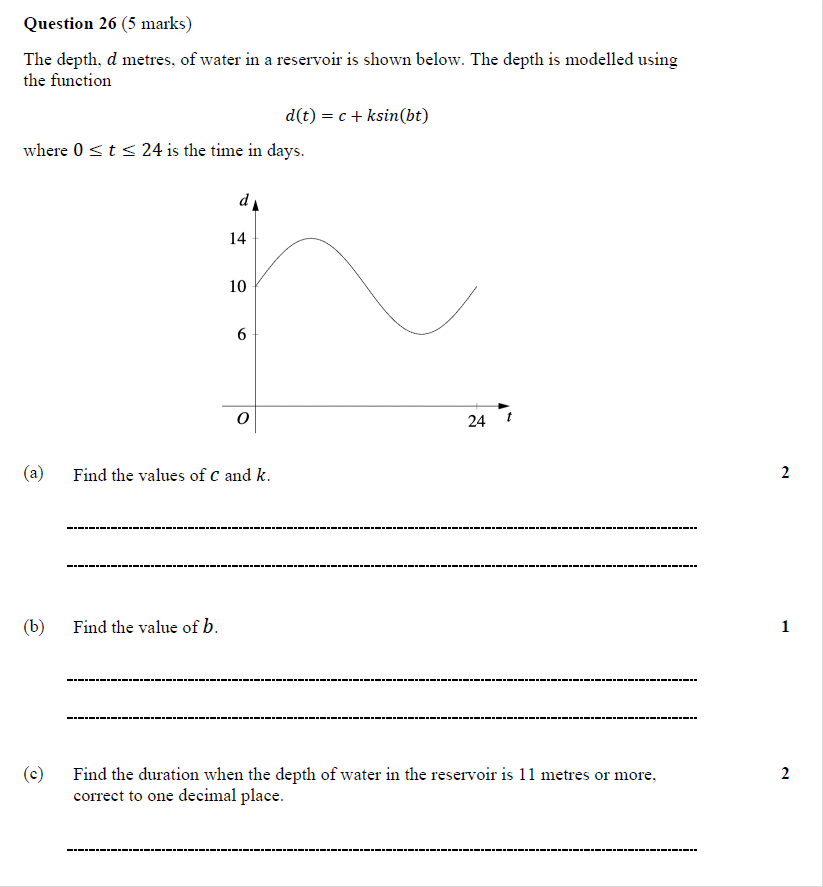 Question 26 (5 marks)
The depth, d metres, of water in a reservoir is shown below. The depth is modelled using
the function
d(t) = c + ksin(bt)
where 0 ≤ t ≤ 24 is the time in days.
d
14
10
6
O
24
t
(a) Find the values of c and k. 2
(b) Find the value of b. 1
(c) Find the duration when the depth of water in the reservoir is 11 metres or more, 2
correct to one decimal place.